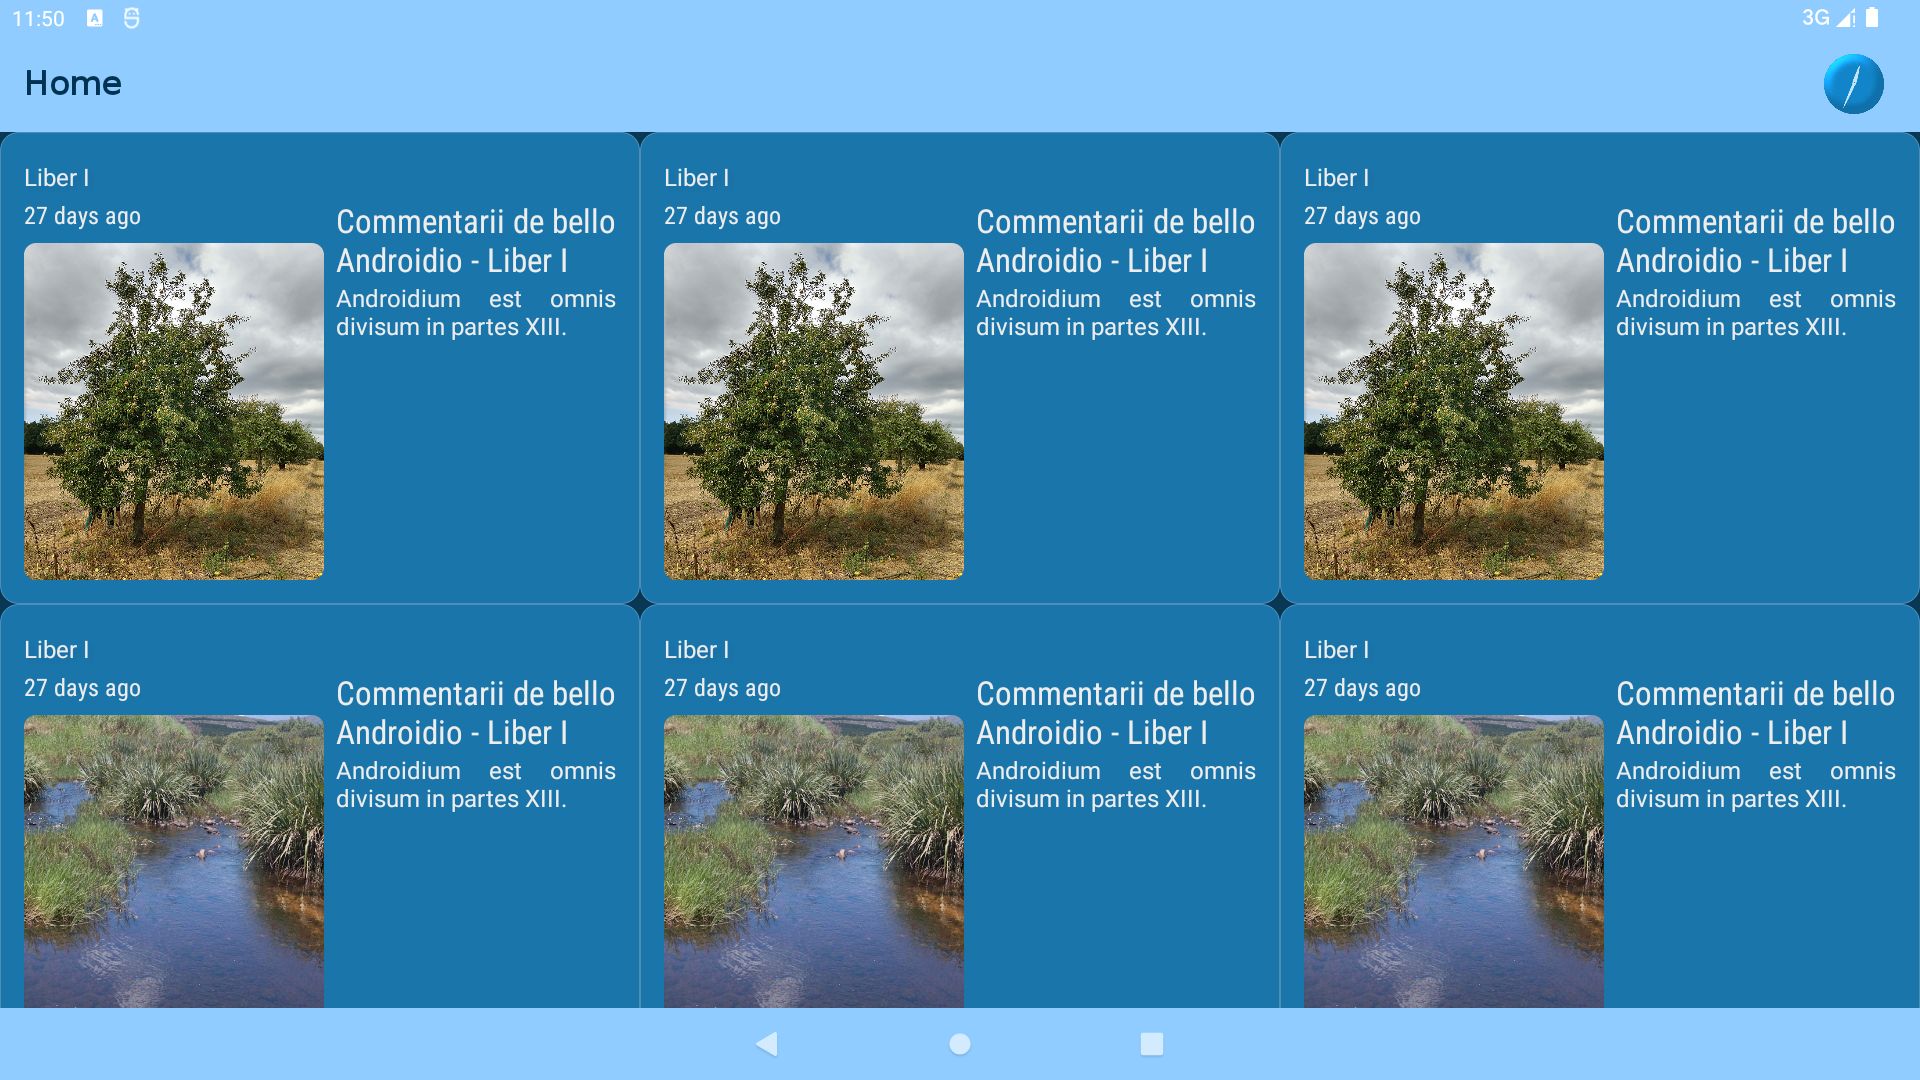 11:50
3G
Home
Liber I
27 days ago
Commentarii de bello
Androidio - Liber I
Androidium est omnis
divisum in partes XIII.
Liber I
27 days ago
Commentarii de bello
Androidio - Liber I
Androidium est omnis
divisum in partes XIII.
Liber I
27 days ago
Commentarii de bello
Androidio - Liber I
Androidium est omnis
divisum in partes XIII.
Liber I
27 days ago
Commentarii de bello
Androidio - Liber I
Androidium est omnis
divisum in partes XIII.
Liber I
27 days ago
Commentarii de bello
Androidio - Liber I
Androidium est omnis
divisum in partes XIII.
Liber I
27 days ago
Commentarii de bello
Androidio - Liber I
Androidium est omnis
divisum in partes XIII.